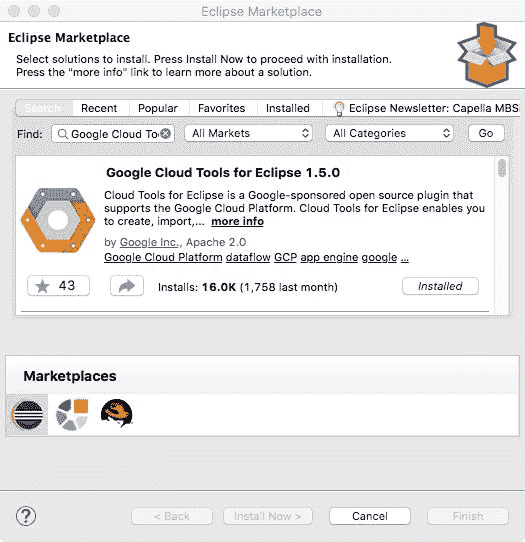 Eclipse Marketplace
Eclipse Marketplace
Select solutions to install. Press Install Now to proceed with installation.
Press the "more info" link to learn more about a solution.
Search Recent Popular Favorites Installed Eclipse Newsletter: Capella MBS
Find: Google Cloud To All Markets All Categories Go
Google Cloud Tools for Eclipse 1.5.0
Cloud Tools for Eclipse is a Google-sponsored open source plugin that
supports the Google Cloud Platform. Cloud Tools for Eclipse enables you
to create, import,... more info
by Google Inc., Apache 2.0
Google Cloud Platform dataflow GCP app engine google ...
43 Installs: 16.0K (1,758 last month) Installed
Marketplaces
? < Back Install Now > Cancel Finish